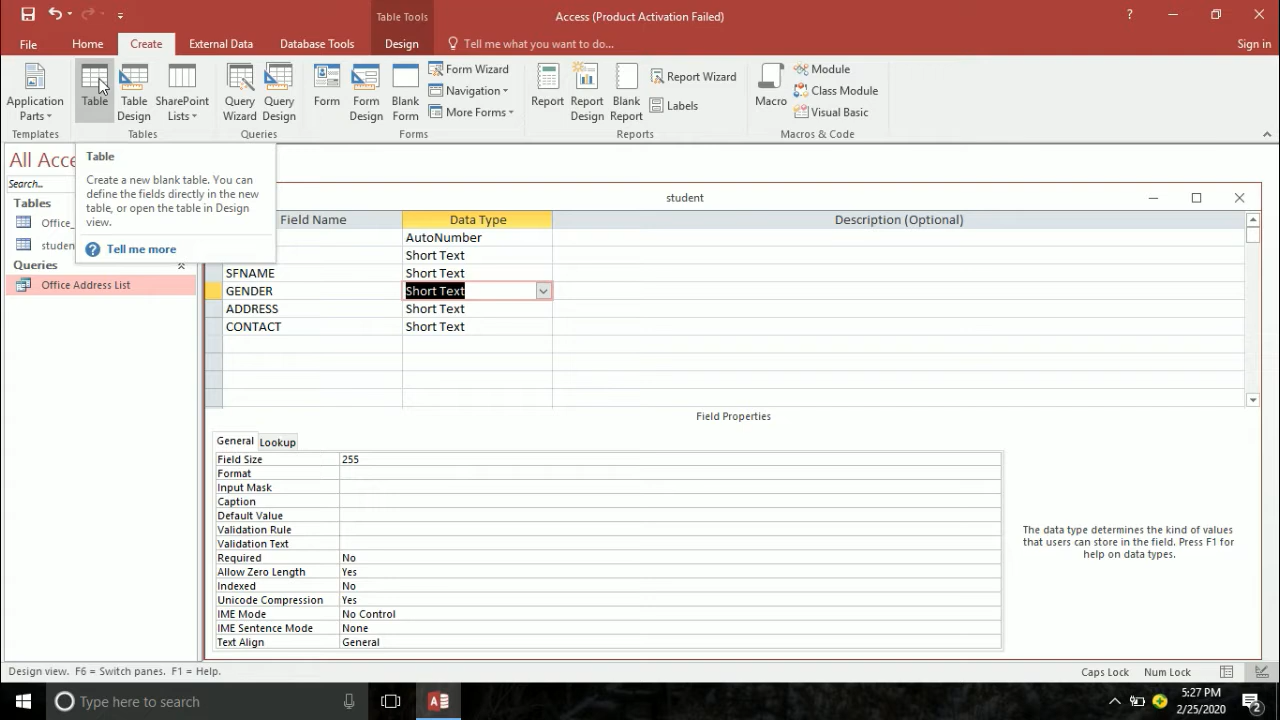 Table Tools
Access (Product Activation Failed)
?
File
Home
Create
External Data
Database Tools
Design
Tell me what you want to do...
Sign in
Application Parts
Table
Table Design
SharePoint Lists
Query Wizard
Query Design
Form
Form Design
Blank Form
Form Wizard
Navigation
More Forms
Report
Report Design
Blank Report
Report Wizard
Labels
Macro
Module
Class Module
Visual Basic
Templates
Tables
Queries
Forms
Reports
Macros & Code
All Acce
Search...
Tables
Office_
studen
Queries
Office Address List
Table
Create a new blank table. You can
define the fields directly in the new
table, or open the table in Design
view.
? Tell me more
student
Field Name Data Type Description (Optional)
AutoNumber
Short Text
SFNAME Short Text
GENDER Short Text
ADDRESS Short Text
CONTACT Short Text
Field Properties
General Lookup
Field Size 255
Format
Input Mask
Caption
Default Value
Validation Rule
Validation Text
Required No
Allow Zero Length Yes
Indexed No
Unicode Compression Yes
IME Mode No Control
IME Sentence Mode None
Text Align General
The data type determines the kind of values
that users can store in the field. Press F1 for
help on data types.
Design view. F6 = Switch panes. F1 = Help.
Caps Lock
Num Lock
Type here to search
A
5:27 PM
2/25/2020
2